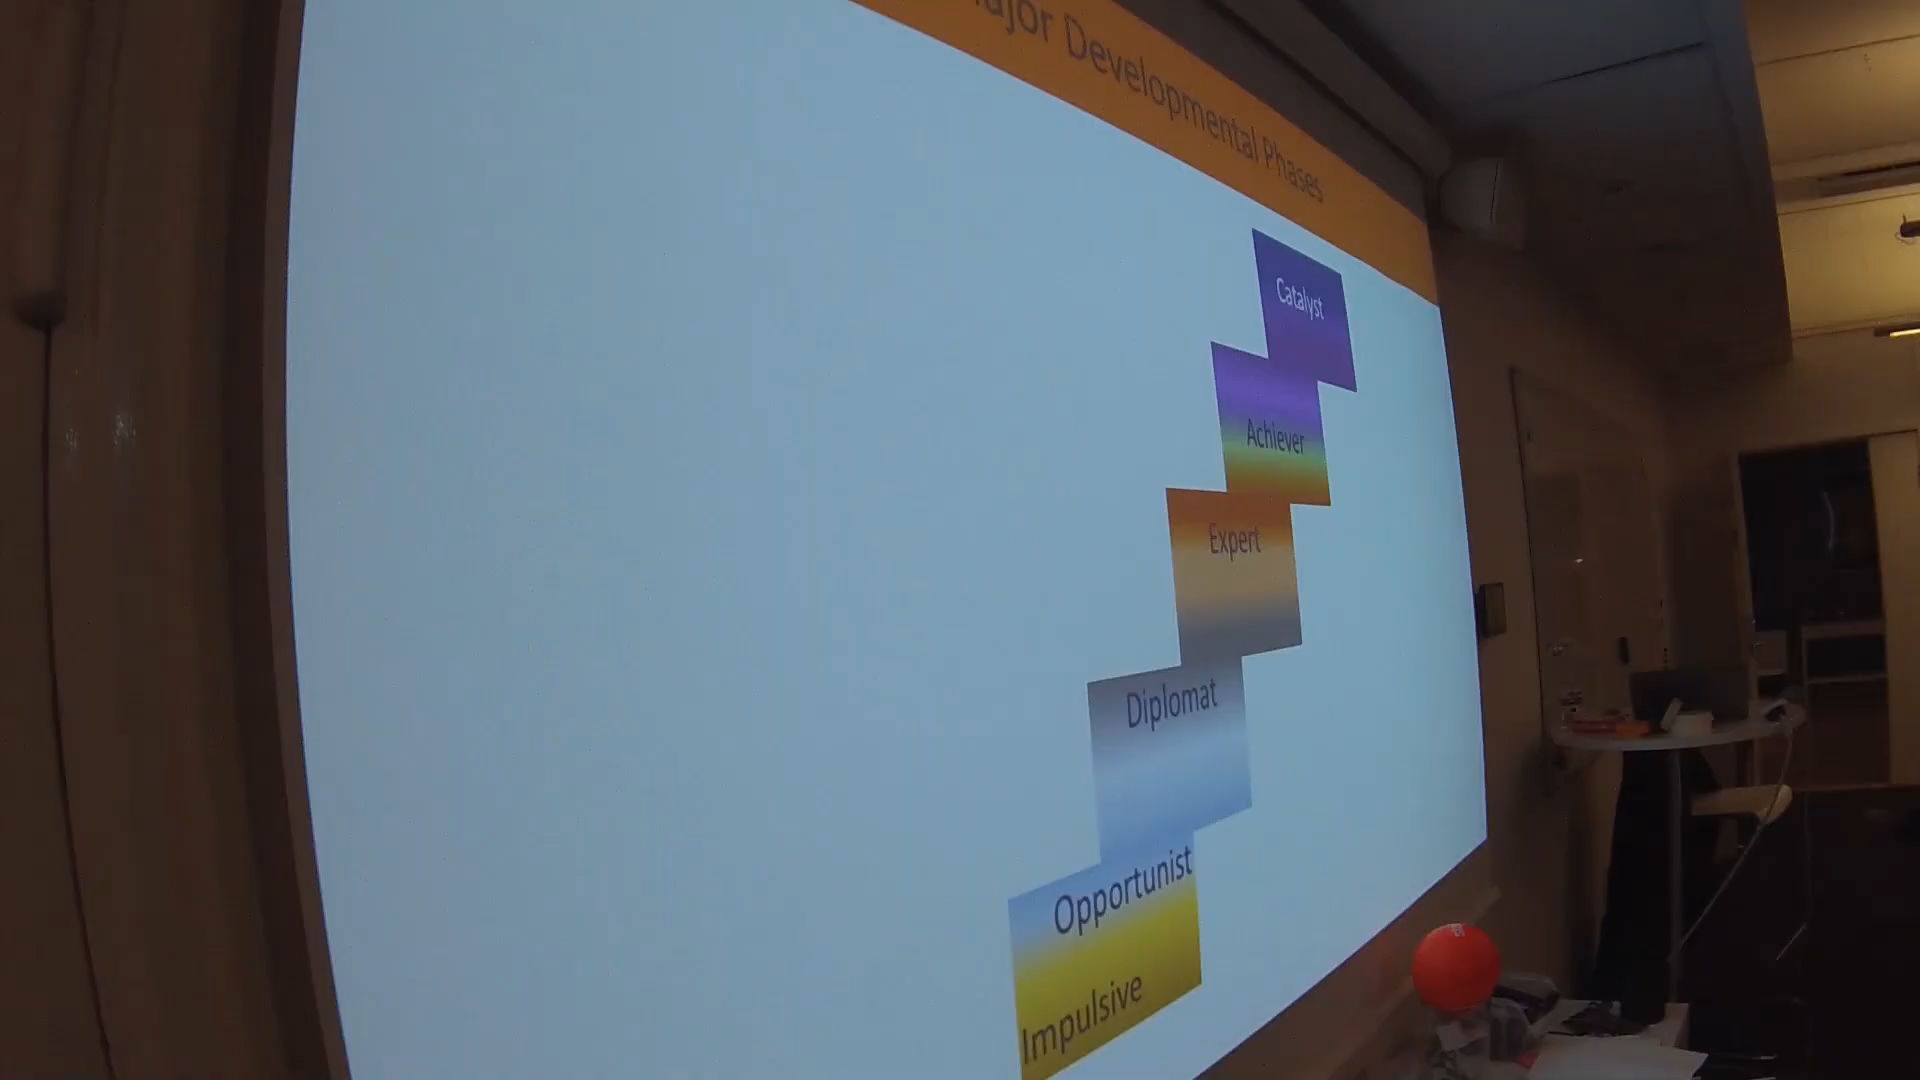 Major Developmental Phases
Catalyst
Achiever
Expert
Diplomat
Opportunist
Impulsive